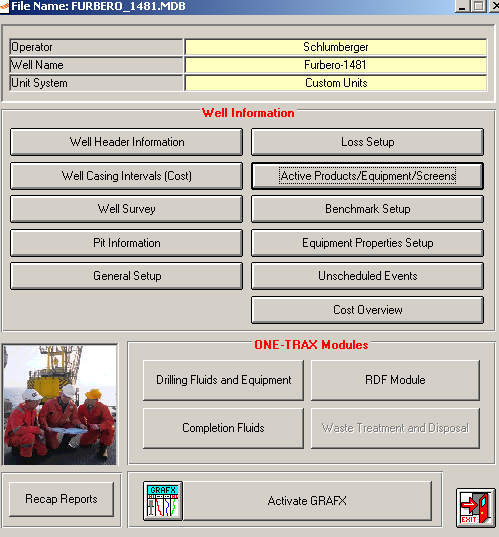 File Name: FURBERO_1481.MDB
Operator Schlumberger
Well Name Furbero-1481
Unit System Custom Units
Well Information
Well Header Information Loss Setup
Well Casing Intervals (Cost) Active Products/Equipment/Screens
Well Survey Benchmark Setup
Pit Information Equipment Properties Setup
General Setup Unscheduled Events
Cost Overview
ONE-TRAX Modules
Drilling Fluids and Equipment RDF Module
Completion Fluids Waste Treatment and Disposal
Recap Reports GRAFX Activate GRAFX EXIT